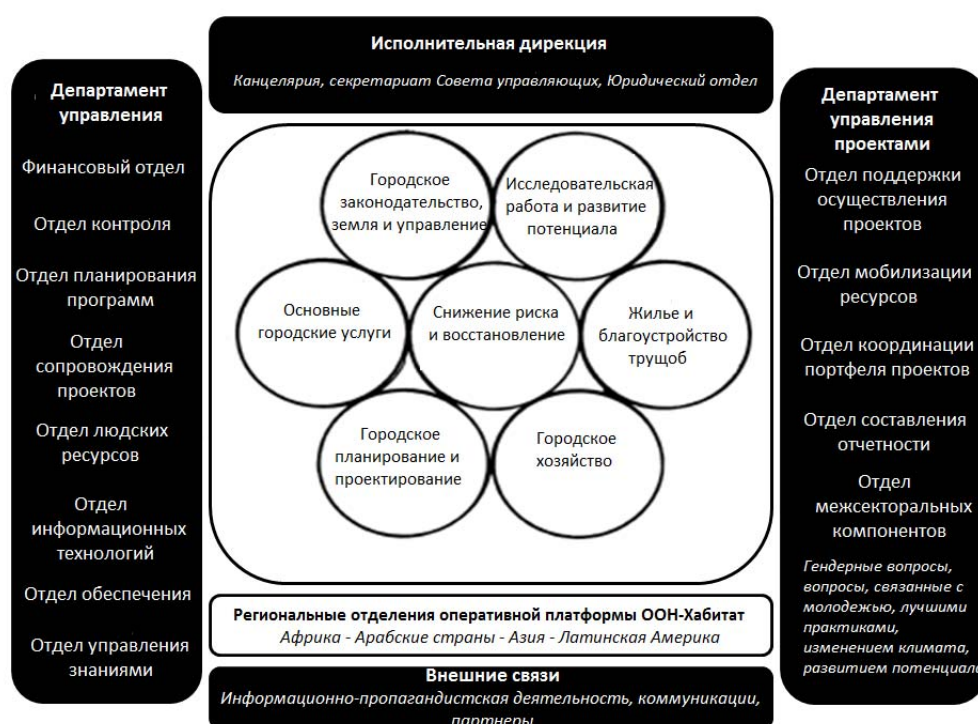 Исполнительная дирекция
Канцелярия, секретариат Совета управляющих, Юридический отдел
Департамент
управления
Финансовый отдел
Отдел контроля
Отдел планирования
программ
Отдел
сопровождения
проектов
Отдел людских
ресурсов
Отдел
информационных
технологий
Отдел обеспечения
Отдел управления
знаниями
Городское
законодательство,
земля и управление
Исследовательская
работа и развитие
потенциала
Основные
городские услуги
Снижение риска
и восстановление
Жилье и
благоустройство
трущоб
Городское
планирование и
проектирование
Городское
хозяйство
Региональные отделения оперативной платформы ООН-Хабитат
Африка - Арабские страны - Азия - Латинская Америка
Внешние связи
Информационно-пропагандистская деятельность, коммуникации,
партнеры
Департамент
управления
проектами
Отдел поддержки
осуществления
проектов
Отдел мобилизации
ресурсов
Отдел координации
портфеля проектов
Отдел составления
отчетности
Отдел
межсекторальных
компонентов
Гендерные вопросы,
вопросы, связанные с
молодежью, лучшими
практиками,
изменением климата,
развитием потенциала